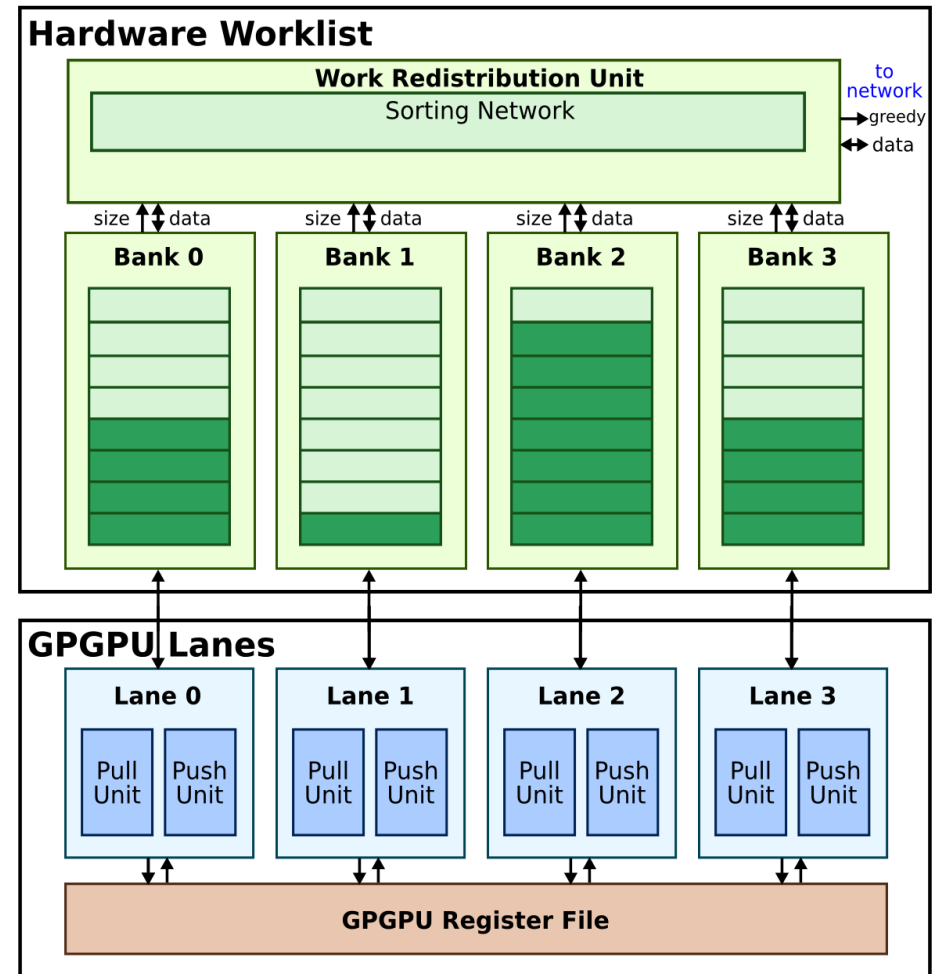 Hardware Worklist
Work Redistribution Unit
Sorting Network
to
network
greedy
data
size data size data size data size data
Bank 0 Bank 1 Bank 2 Bank 3
GPGPU Lanes
Lane 0 Lane 1 Lane 2 Lane 3
Pull Push Pull Push Pull Push Pull Push
Unit Unit Unit Unit Unit Unit Unit Unit
GPGPU Register File